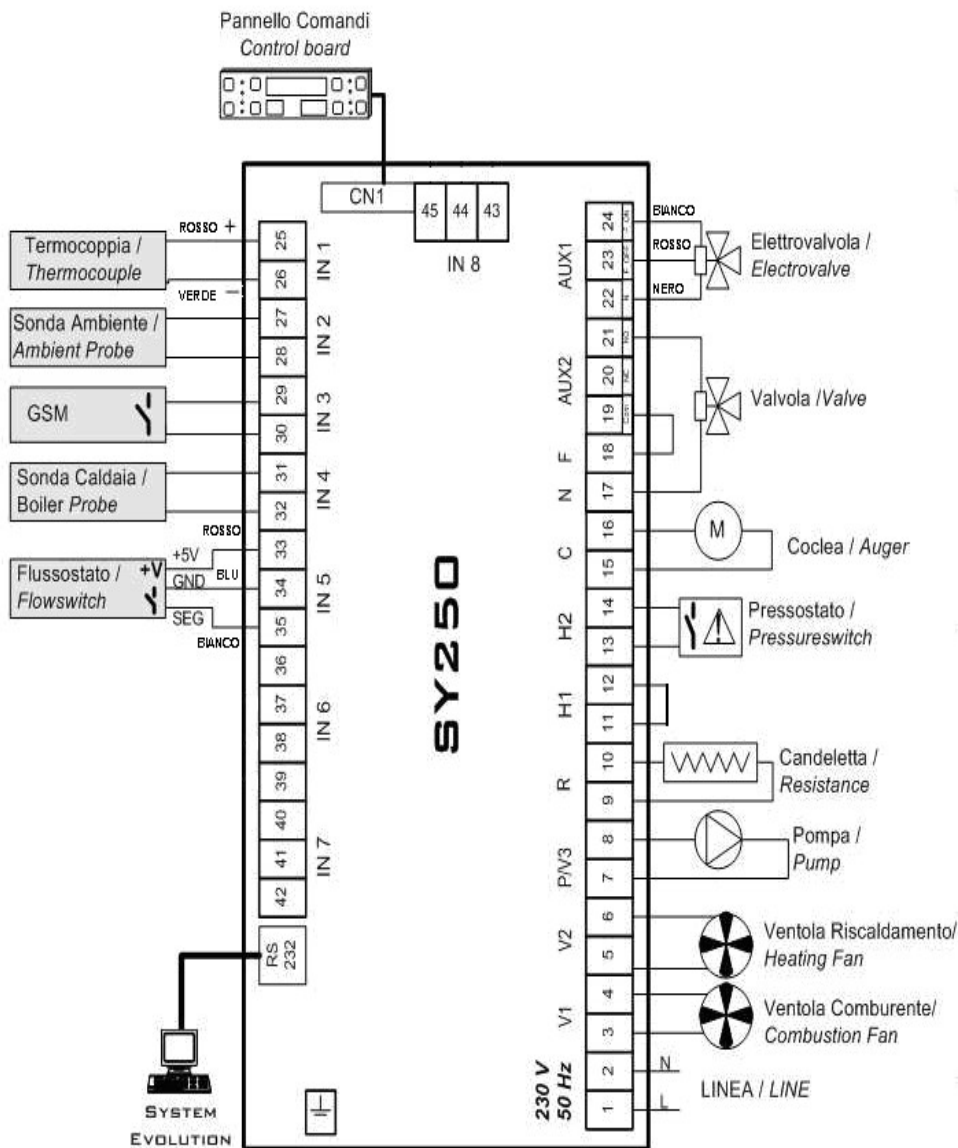 Pannello Comandi
Control board
CN1
45 44 43
IN 8
ROSSO +
Termocoppia /
Thermocouple
VERDE −
25
26
IN 1
Sonda Ambiente /
Ambient Probe
27
28
IN 2
GSM
29
30
IN 3
Sonda Caldaia /
Boiler Probe
31
32
IN 4
ROSSO
+5V
Flussostato / +V
Flowswitch
GND BLU
SEG
BIANCO
33
34
35
IN 5
36
37
38
IN 6
39
40
41
42
IN 7
RS
232
SYSTEM
EVOLUTION
SY250
24
23
22
AUX1
BIANCO
ROSSO
NERO
Elettrovalvola /
Electrovalve
21
20
19
AUX2
NC
Com
18
F
17
N
Valvola /Valve
16
15
C
M
Coclea / Auger
14
13
H2
Pressostato /
Pressureswitch
12
11
H1
10
9
R
Candeletta /
Resistance
8
7
P/V3
Pompa /
Pump
6
5
V2
Ventola Riscaldamento/
Heating Fan
4
3
V1
Ventola Comburente/
Combustion Fan
2
1
230 V
50 Hz
N
L
LINEA / LINE